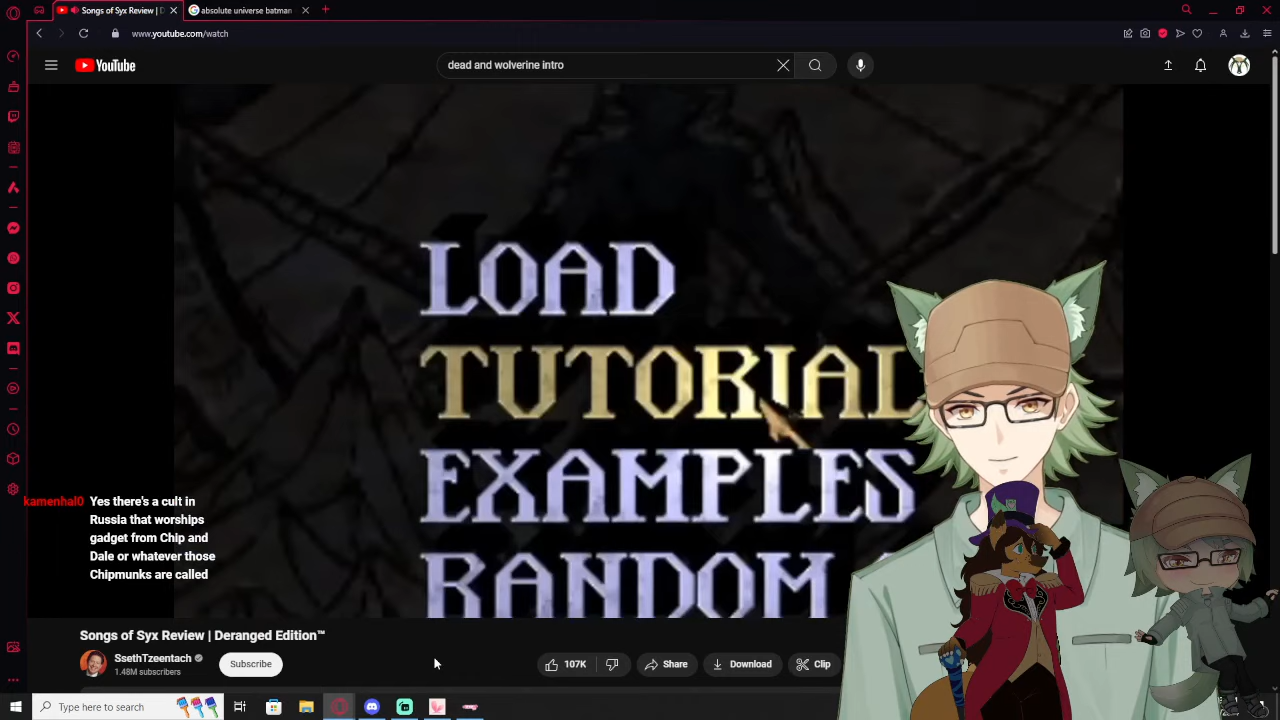 Songs of Syx Review | D
absolute universe batman
www.youtube.com/watch
YouTube
dead and wolverine intro
LOAD
TUTORIAL
EXAMPLES
RANDOM
kamenhal0 Yes there's a cult in
Russia that worships
gadget from Chip and
Dale or whatever those
Chipmunks are called
Songs of Syx Review | Deranged Edition™
SsethTzeentach
1.48M subscribers
Subscribe
107K
Share
Download
Clip
Type here to search